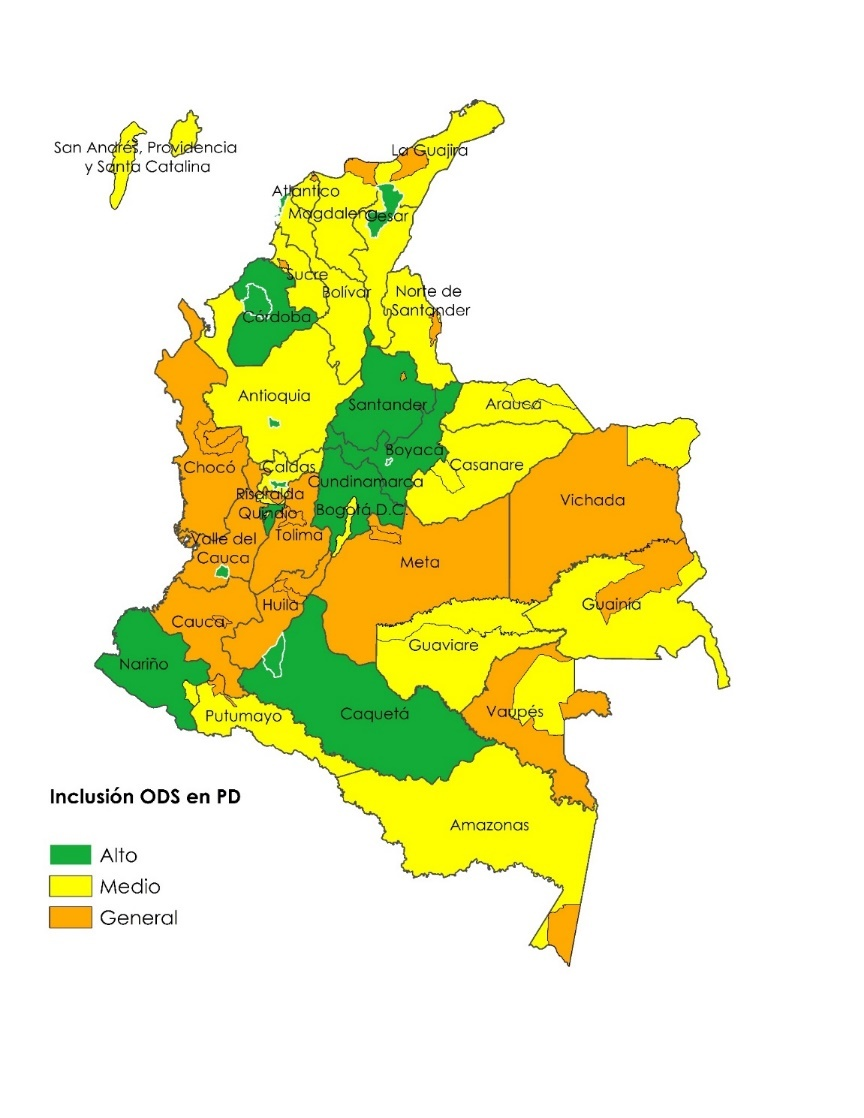 San Andrés, Providencia
y Santa Catalina
La Guajira
Atlantico
Magdalena
Cesar
Sucre
Bolívar
Norte de
Santander
Córdoba
Antioquia
Santander
Arauca
Boyacá
Chocó
Caldas
Casanare
Cundinamarca
Risaralda
Vichada
Quindio
Bogotá D.C.
Tolima
Valle del
Cauca
Meta
Guainía
Huila
Cauca
Guaviare
Nariño
Putumayo
Caquetá
Vaupés
Inclusión ODS en PD
Amazonas
Alto
Medio
General